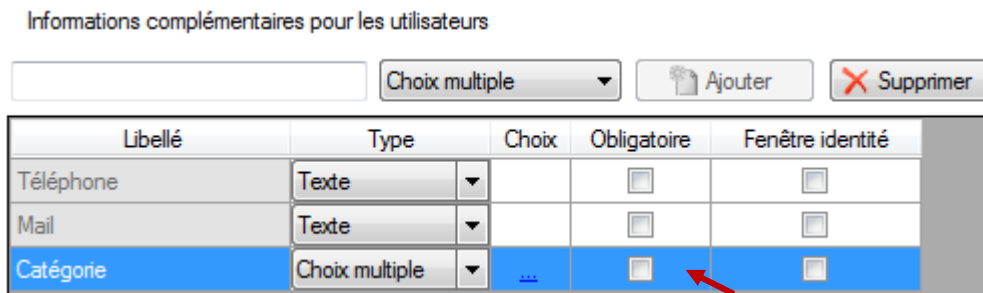 Informations complémentaires pour les utilisateurs
Choix multiple Ajouter Supprimer
Libellé Type Choix Obligatoire Fenêtre identité
Téléphone Texte
Mail Texte
Catégorie Choix multiple ...